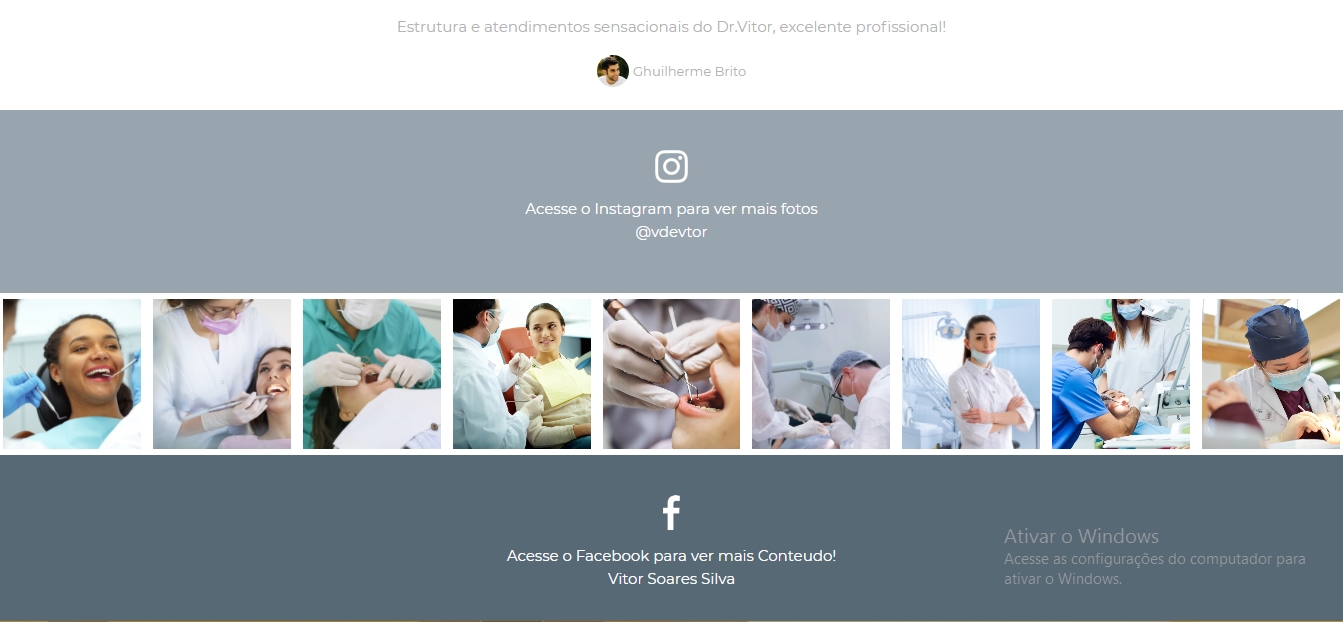 Estrutura e atendimentos sensacionais do Dr.Vitor, excelente profissional!
Ghuilherme Brito
Acesse o Instagram para ver mais fotos
@vdevtor
Acesse o Facebook para ver mais Conteudo!
Vitor Soares Silva
Ativar o Windows
Acesse as configurações do computador para
ativar o Windows.